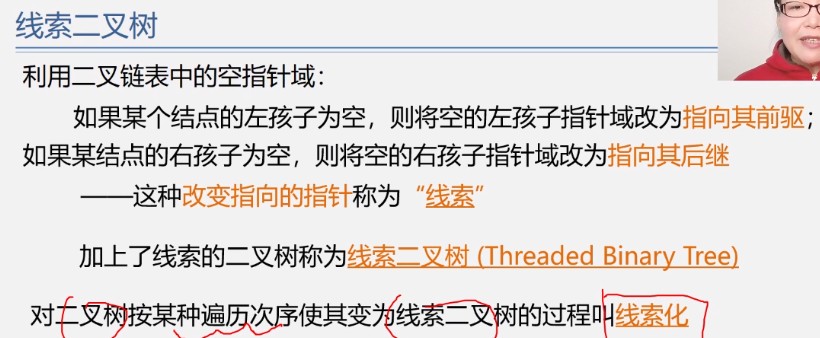 线索二叉树
利用二叉链表中的空指针域：
如果某个结点的左孩子为空，则将空的左孩子指针域改为指向其前驱；
如果某结点的右孩子为空，则将空的右孩子指针域改为指向其后继
——这种改变指向的指针称为“线索”
加上了线索的二叉树称为线索二叉树 (Threaded Binary Tree)
对二叉树按某种遍历次序使其变为线索二叉树的过程叫线索化